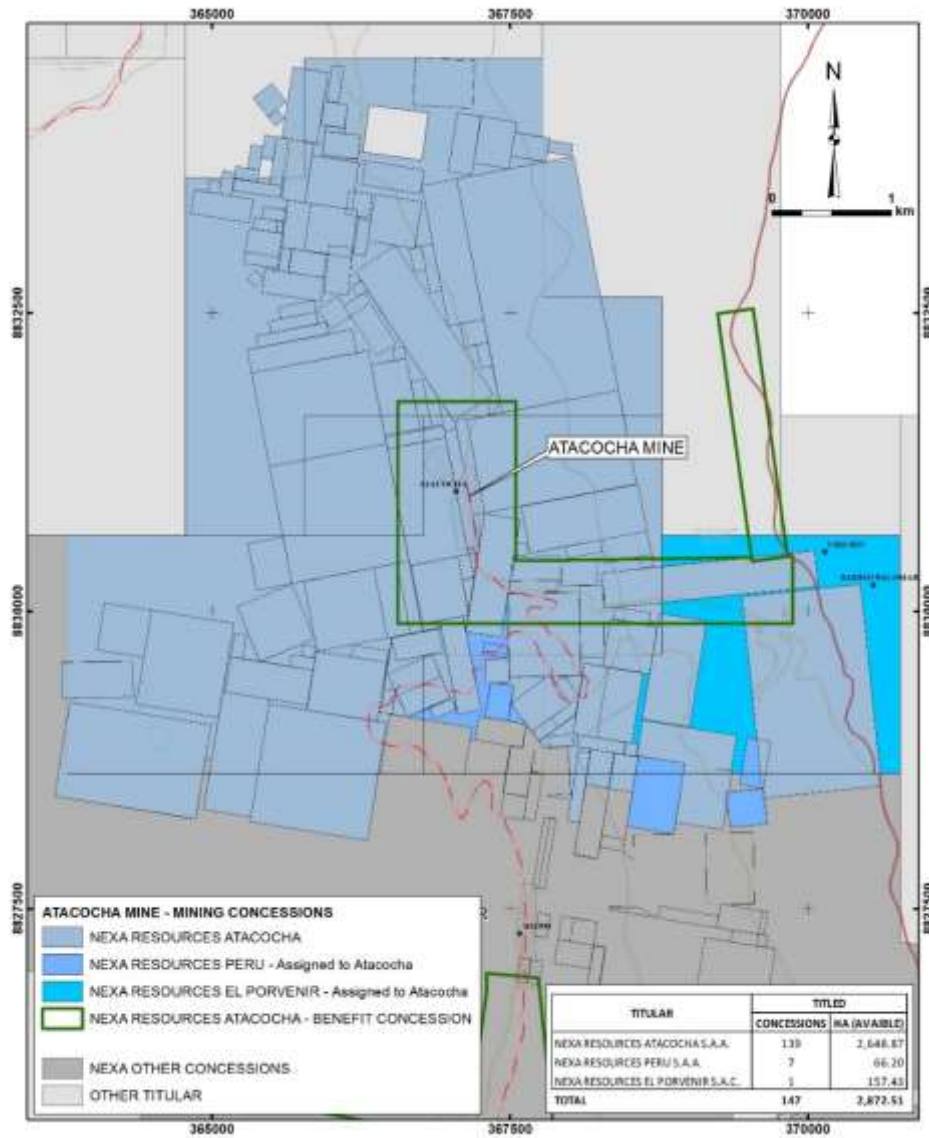 365000 367500 370000
N
0 1
km
8832500 8832500
ATACOCHA MINE
8830000 8830000
8827500 8827500
ATACOCHA MINE - MINING CONCESSIONS
NEXA RESOURCES ATACOCHA
NEXA RESOURCES PERU - Assigned to Atacocha
NEXA RESOURCES EL PORVENIR - Assigned to Atacocha
NEXA RESOURCES ATACOCHA - BENEFIT CONCESSION
NEXA OTHER CONCESSIONS
OTHER TITULAR
TITULAR TITLED
CONCESSIONS HA (AVAIBLE)
NEXA RESOURCES ATACOCHA S.A.A. 139 2,648.87
NEXA RESOURCES PERU S.A.A. 7 66.20
NEXA RESOURCES EL PORVENIR S.A.C. 1 157.43
TOTAL 147 2,872.51
365000 367500 370000